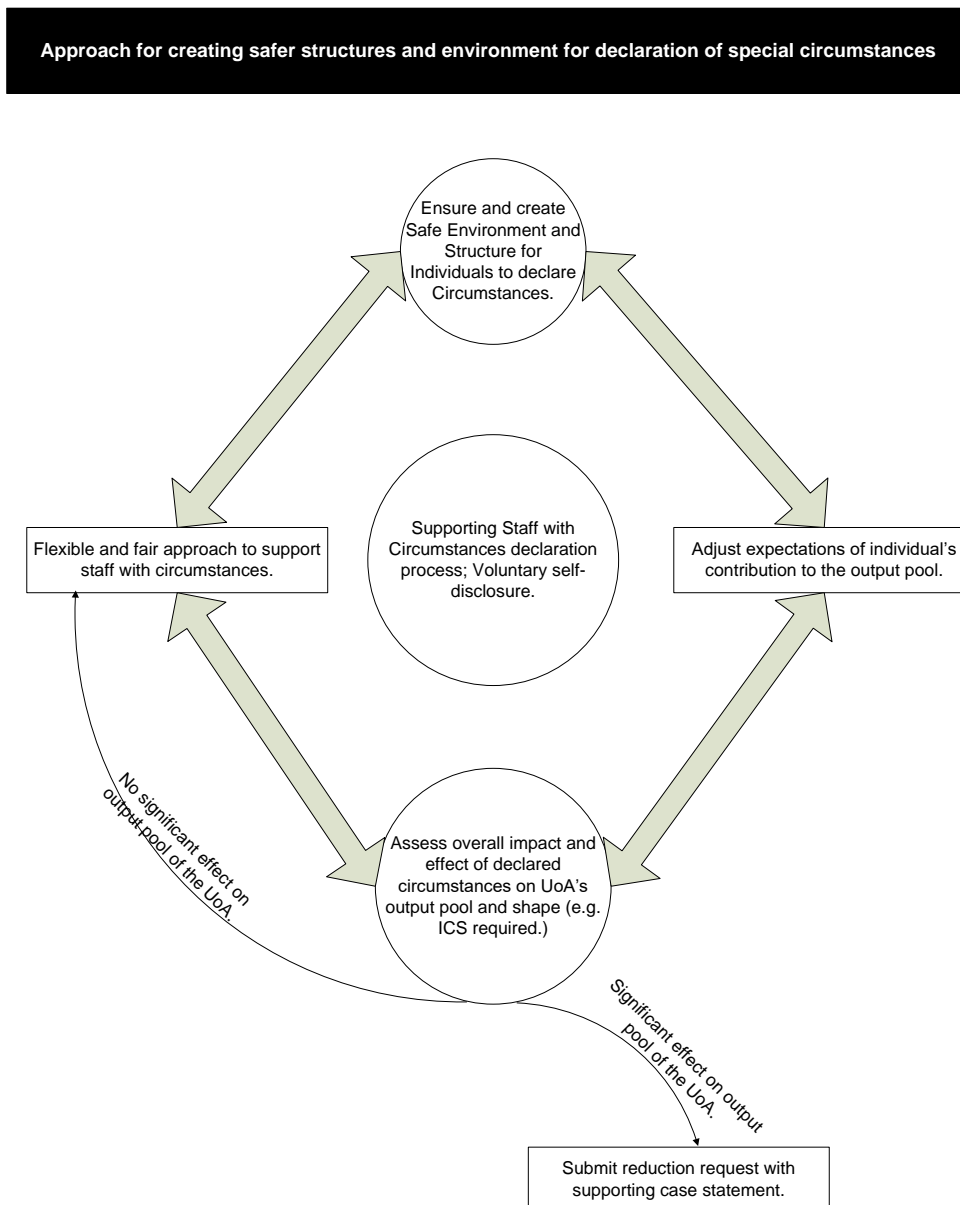 Approach for creating safer structures and environment for declaration of special circumstances
Ensure and create
Safe Environment and
Structure for
Individuals to declare
Circumstances.
Flexible and fair approach to support
staff with circumstances.
Supporting Staff with
Circumstances declaration
process; Voluntary self-
disclosure.
Adjust expectations of individual's
contribution to the output pool.
No significant effect on
output pool of the UoA.
Assess overall impact and
effect of declared
circumstances on UoA's
output pool and shape (e.g.
ICS required.)
Significant effect on output
pool of the UoA.
Submit reduction request with
supporting case statement.